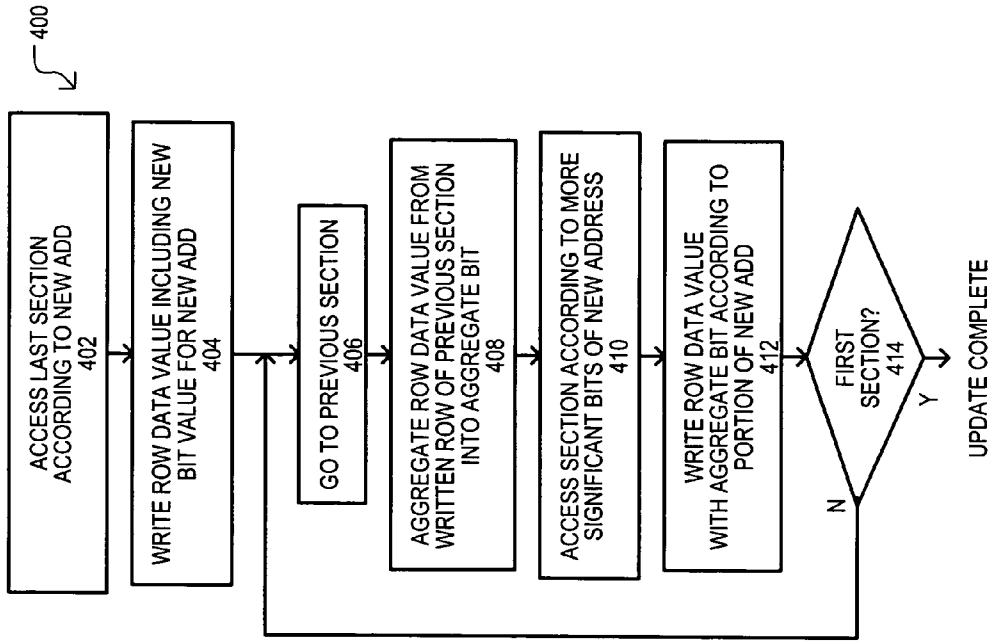 400
ACCESS LAST SECTION
ACCORDING TO NEW ADD
402
WRITE ROW DATA VALUE INCLUDING NEW
BIT VALUE FOR NEW ADD
404
GO TO PREVIOUS SECTION
406
AGGREGATE ROW DATA VALUE FROM
WRITTEN ROW OF PREVIOUS SECTION
INTO AGGREGATE BIT
408
ACCESS SECTION ACCORDING TO MORE
SIGNIFICANT BITS OF NEW ADDRESS
410
WRITE ROW DATA VALUE
WITH AGGREGATE BIT ACCORDING TO
PORTION OF NEW ADD
412
FIRST
SECTION?
414
N
Y
UPDATE COMPLETE